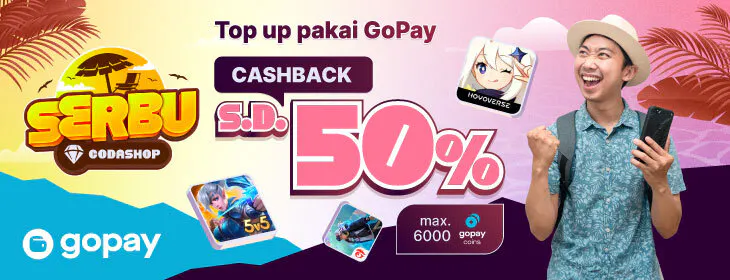 Top up pakai GoPay
CASHBACK
S.D. 50%
SERBU
CODASHOP
HOYOVERSE
5v5
max.
6000 gopay
coins
gopay